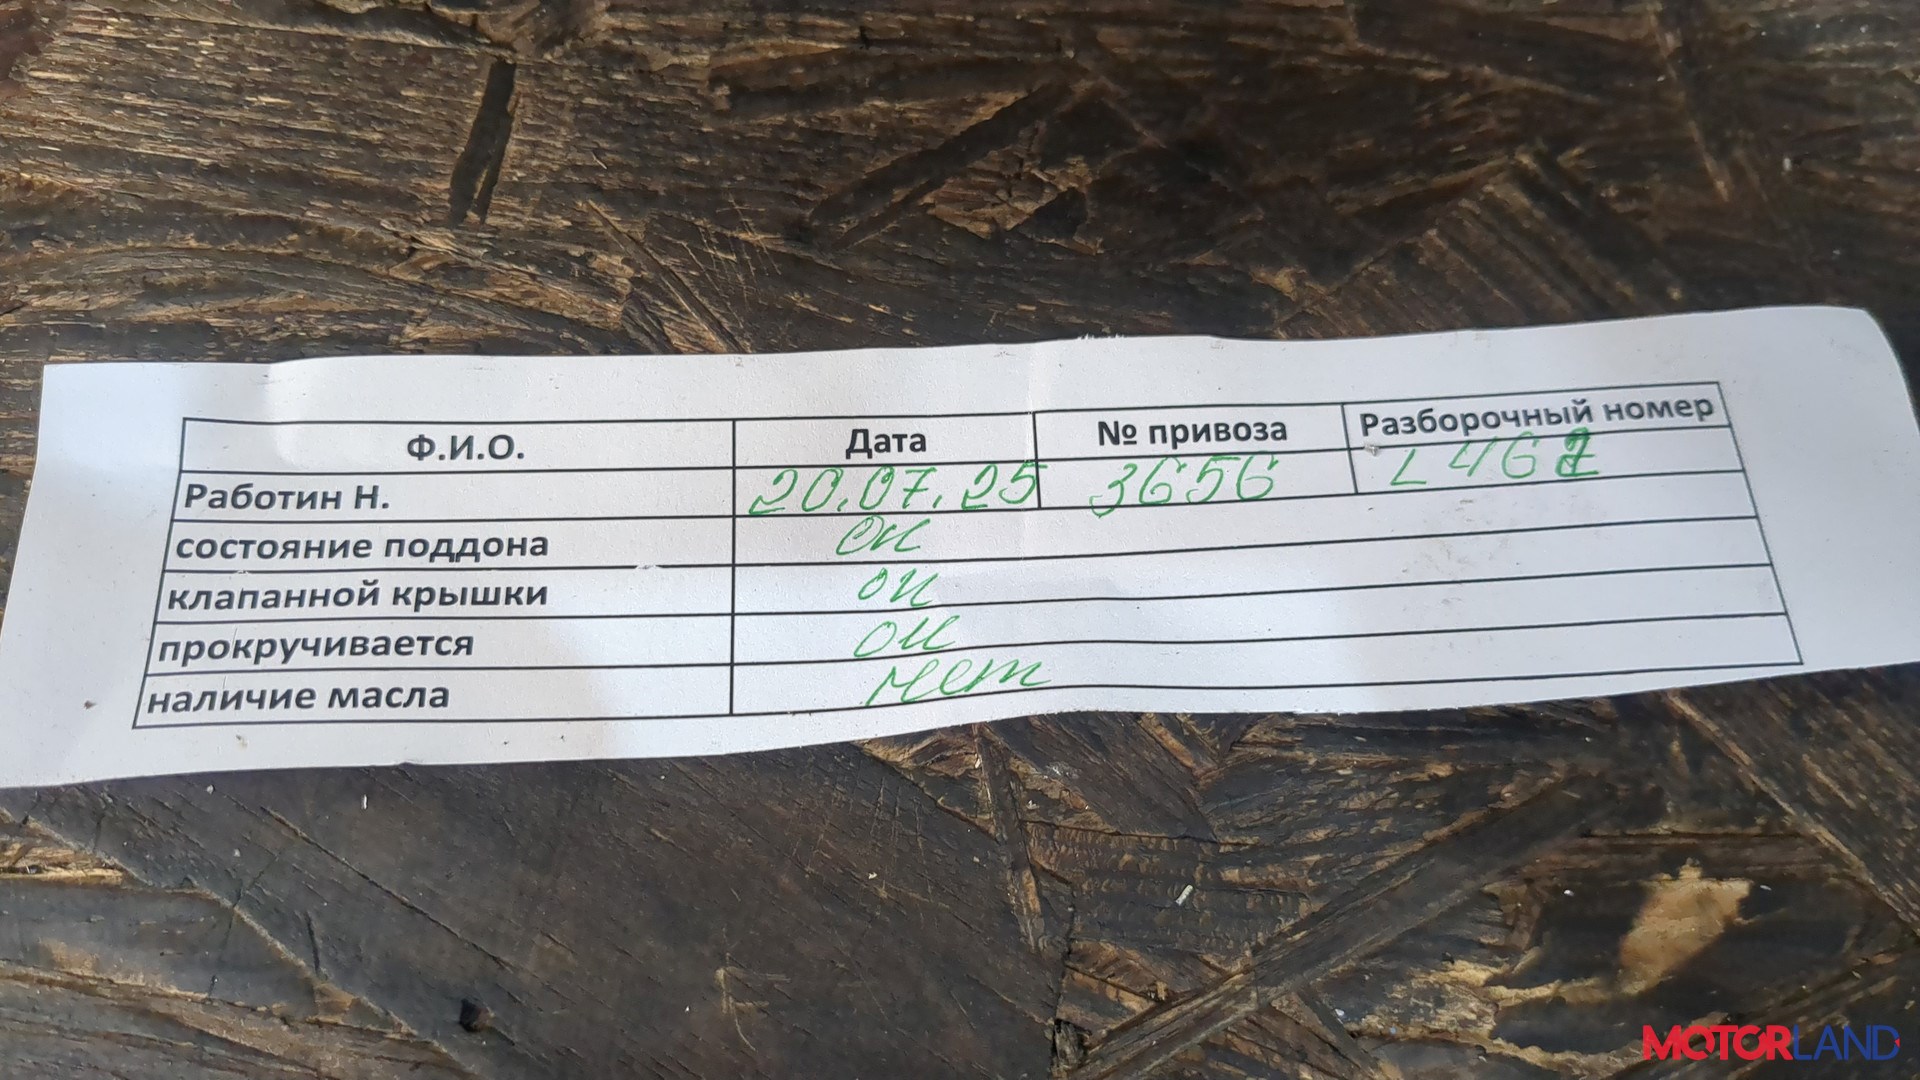 Ф.И.О. Дата № привоза Разборочный номер
Работин Н. 20.07.25 3656 L46
состояние поддона ок
клапанной крышки ок
прокручивается ок
наличие масла нет
MOTORLAND